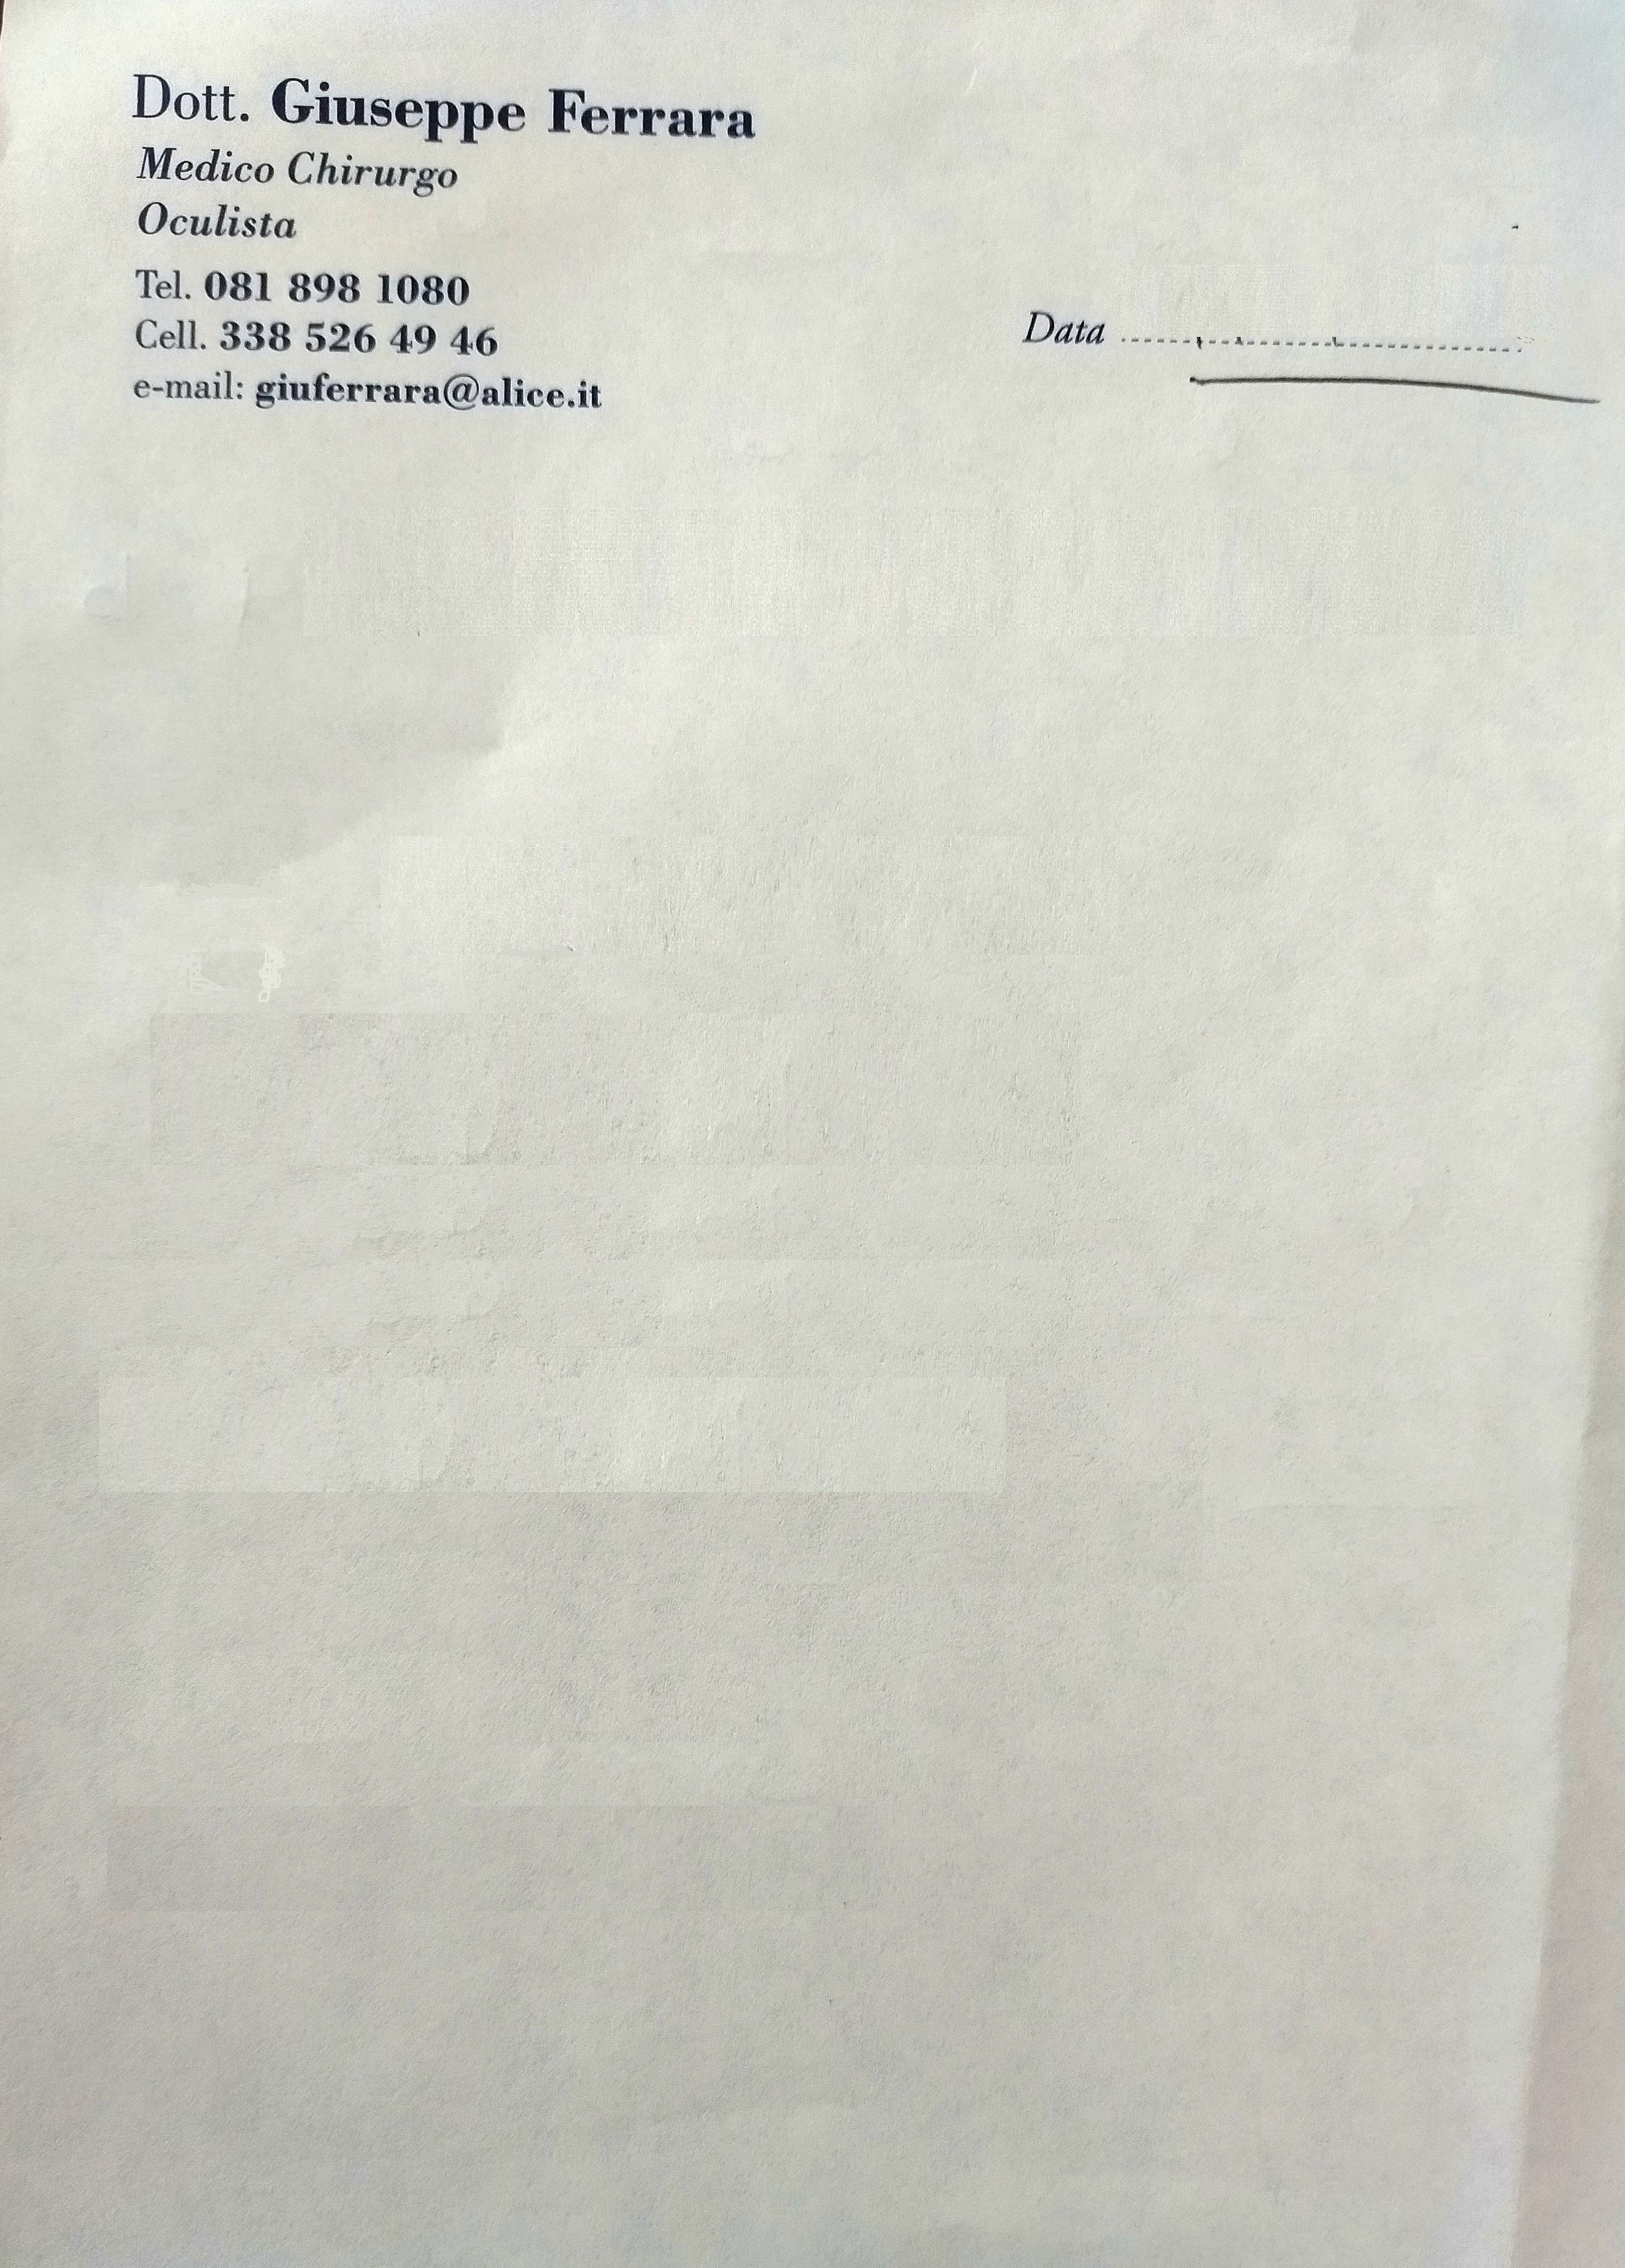 Dott. Giuseppe Ferrara
Medico Chirurgo
Oculista
Tel. 081 898 1080
Cell. 338 526 49 46
e-mail: giuferrara@alice.it
Data